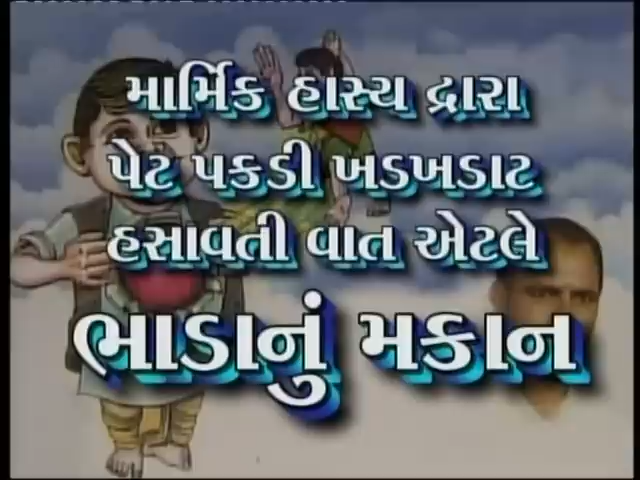 માર્મિક હાસ્ય દ્વારા
પેટ પકડી ખડખડાટ
હસાવતી વાત એટલે
ભાડાનું મકાન